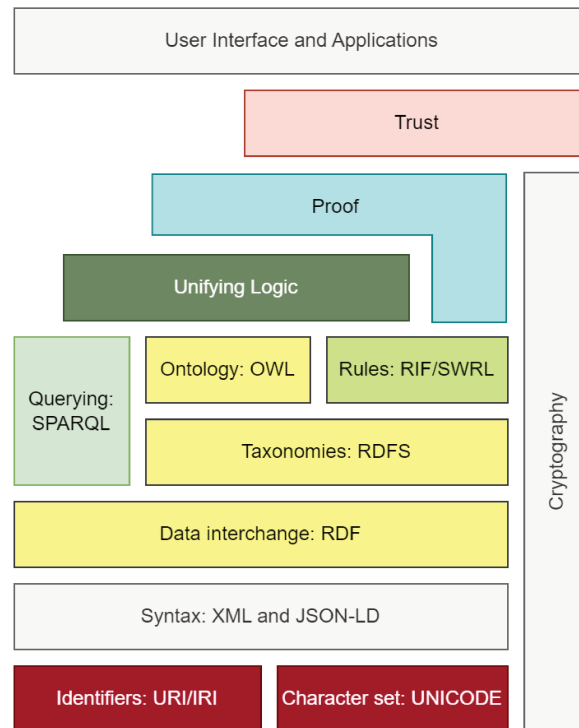 User Interface and Applications
Trust
Proof
Unifying Logic
Querying:
SPARQL
Ontology: OWL
Rules: RIF/SWRL
Taxonomies: RDFS
Cryptography
Data interchange: RDF
Syntax: XML and JSON-LD
Identifiers: URI/IRI
Character set: UNICODE